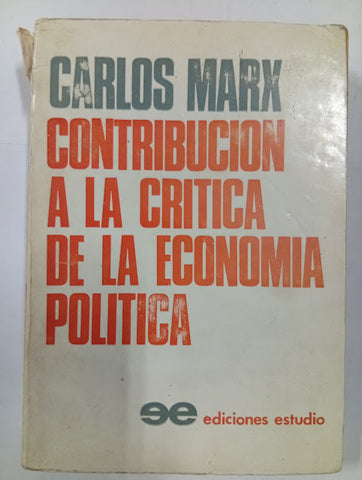 CARLOS MARX
CONTRIBUCION
A LA CRITICA
DE LA ECONOMIA
POLITICA
ee ediciones estudio